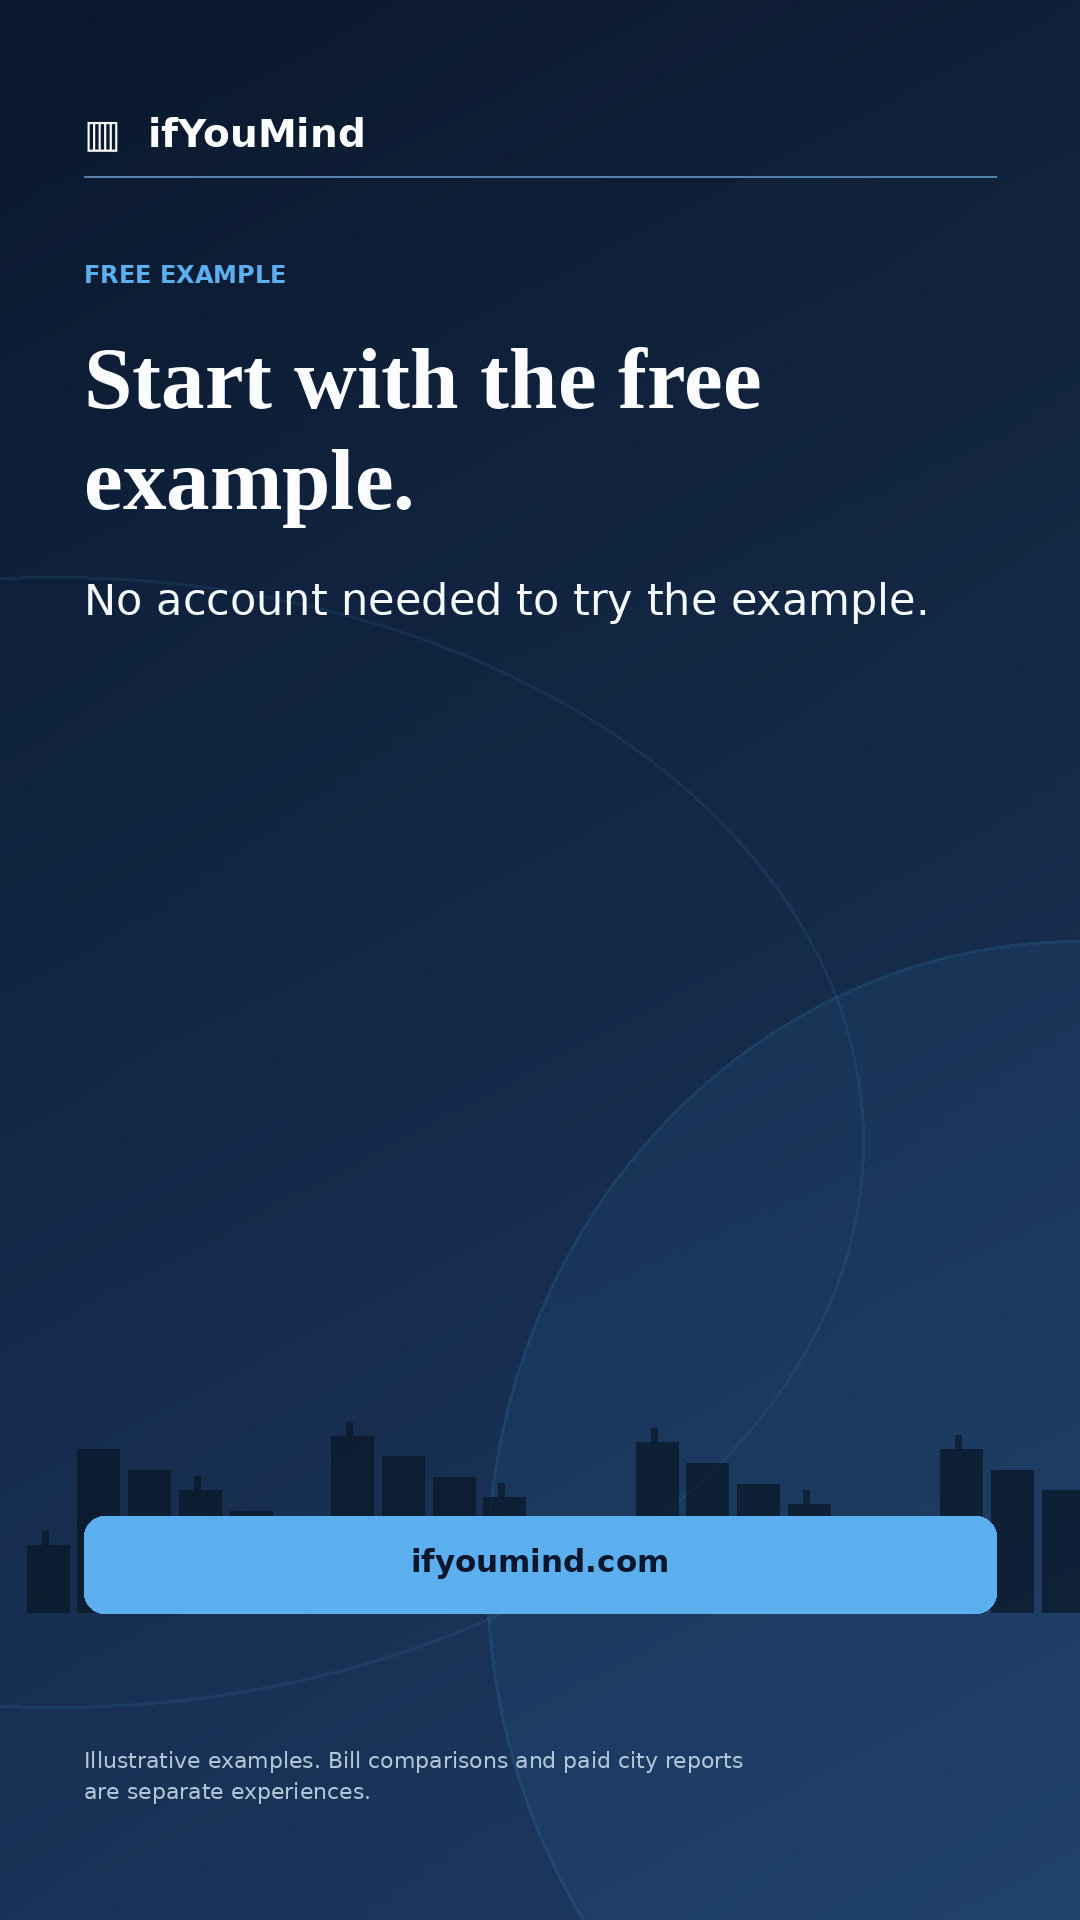 ifYouMind
FREE EXAMPLE
Start with the free
example.
No account needed to try the example.
ifyoumind.com
Illustrative examples. Bill comparisons and paid city reports
are separate experiences.